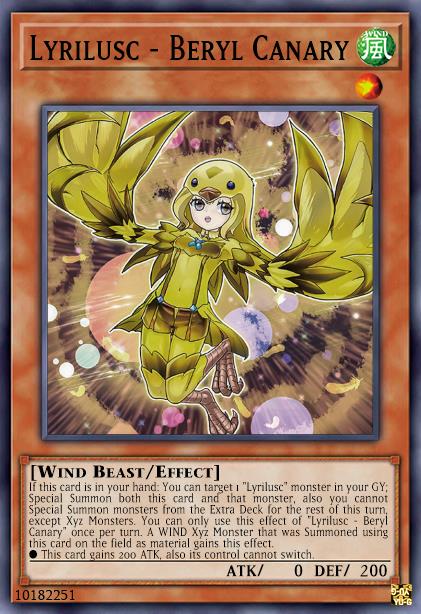 LYRILUSC - BERYL CANARY
WIND
風
[WIND BEAST/EFFECT]
If this card is in your hand: You can target 1 "Lyrilusc" monster in your GY;
Special Summon both this card and that monster, also you cannot
Special Summon monsters from the Extra Deck for the rest of this turn,
except Xyz Monsters. You can only use this effect of "Lyrilusc - Beryl
Canary" once per turn. A WIND Xyz Monster that was Summoned using
this card on the field as material gains this effect.
● This card gains 200 ATK, also its control cannot switch.
ATK/ 0 DEF/ 200
10182251